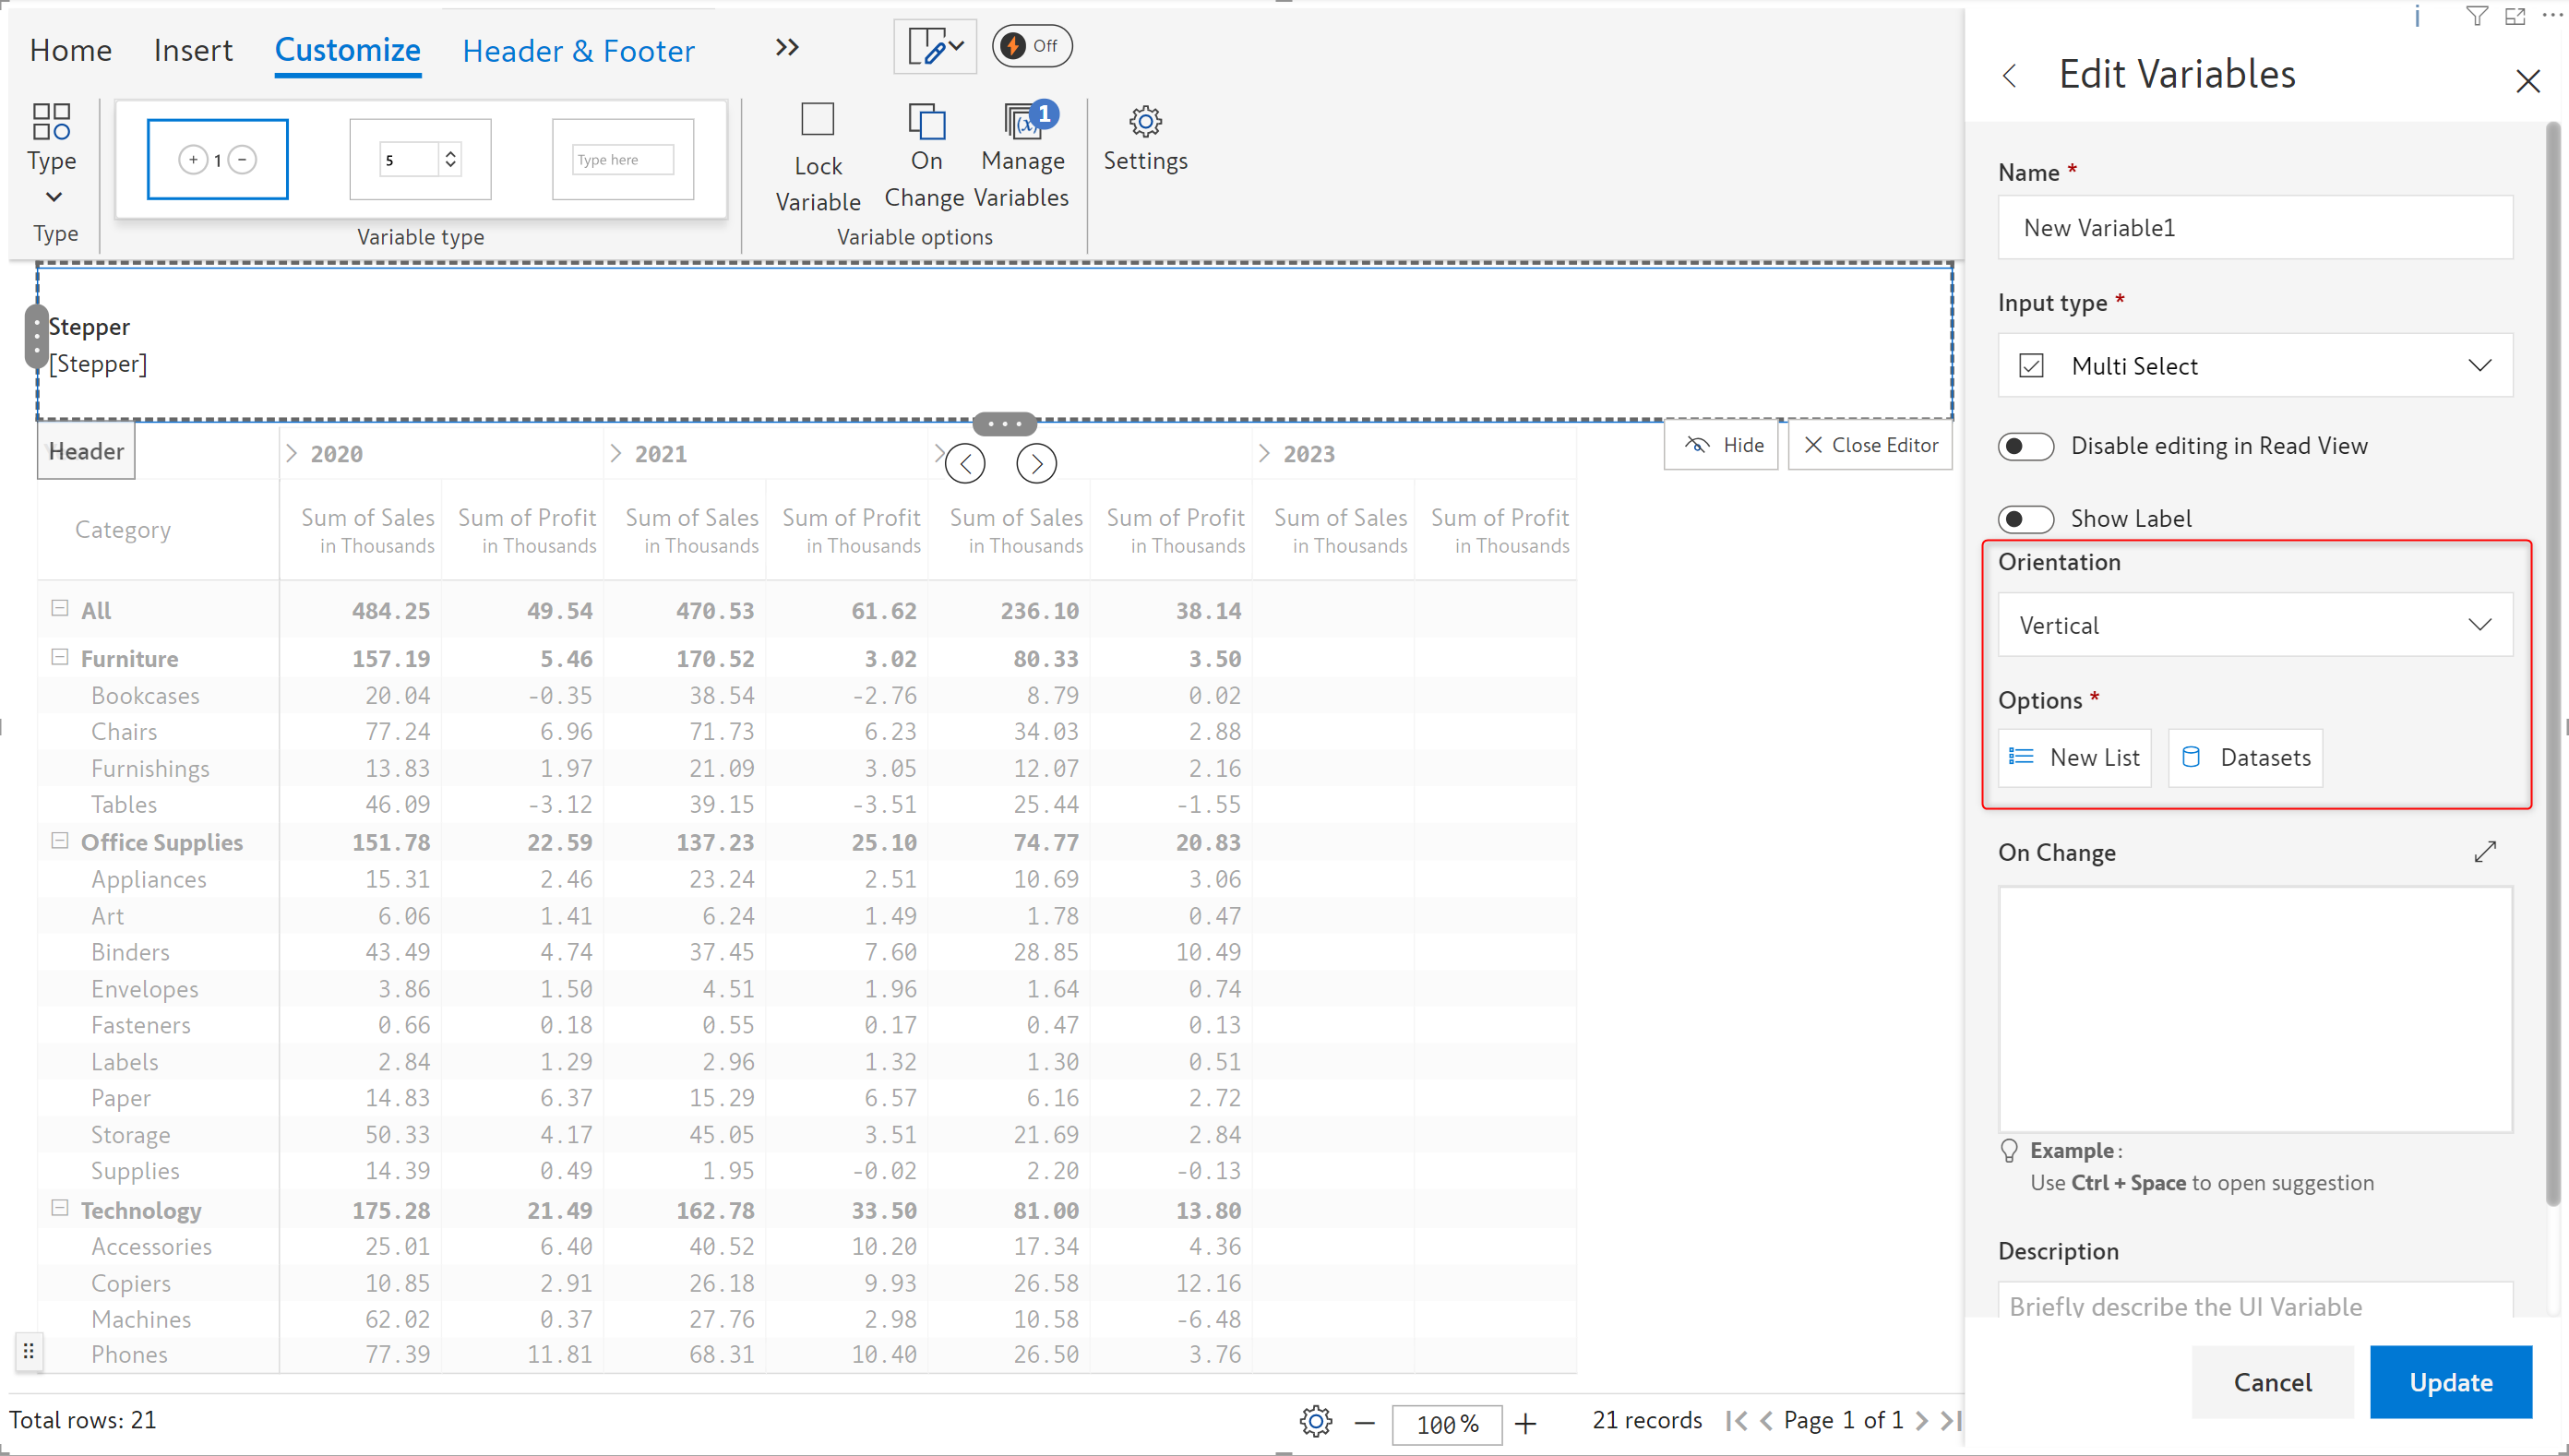 Home Insert Customize Header & Footer Off
+ 1 − 5 Type here
Type Lock Variable On Change Manage Variables 1 (x) Settings
Type Variable type Variable options
Stepper
[Stepper]
Header 2020 2021 2023 Hide Close Editor
Category Sum of Sales Sum of Profit Sum of Sales Sum of Profit Sum of Sales Sum of Profit Sum of Sales Sum of Profit
in Thousands in Thousands in Thousands in Thousands in Thousands in Thousands in Thousands in Thousands
All 484.25 49.54 470.53 61.62 236.10 38.14
Furniture 157.19 5.46 170.52 3.02 80.33 3.50
Bookcases 20.04 -0.35 38.54 -2.76 8.79 0.02
Chairs 77.24 6.96 71.73 6.23 34.03 2.88
Furnishings 13.83 1.97 21.09 3.05 12.07 2.16
Tables 46.09 -3.12 39.15 -3.51 25.44 -1.55
Office Supplies 151.78 22.59 137.23 25.10 74.77 20.83
Appliances 15.31 2.46 23.24 2.51 10.69 3.06
Art 6.06 1.41 6.24 1.49 1.78 0.47
Binders 43.49 4.74 37.45 7.60 28.85 10.49
Envelopes 3.86 1.50 4.51 1.96 1.64 0.74
Fasteners 0.66 0.18 0.55 0.17 0.47 0.13
Labels 2.84 1.29 2.96 1.32 1.30 0.51
Paper 14.83 6.37 15.29 6.57 6.16 2.72
Storage 50.33 4.17 45.05 3.51 21.69 2.84
Supplies 14.39 0.49 1.95 -0.02 2.20 -0.13
Technology 175.28 21.49 162.78 33.50 81.00 13.80
Accessories 25.01 6.40 40.52 10.20 17.34 4.36
Copiers 10.85 2.91 26.18 9.93 26.58 12.16
Machines 62.02 0.37 27.76 2.98 10.58 -6.48
Phones 77.39 11.81 68.31 10.40 26.50 3.76
Total rows: 21 100 % 21 records Page 1 of 1
Edit Variables
Name *
New Variable1
Input type *
Multi Select
Disable editing in Read View
Show Label
Orientation
Vertical
Options *
New List Datasets
On Change
Example :
Use Ctrl + Space to open suggestion
Description
Briefly describe the UI Variable
Cancel Update